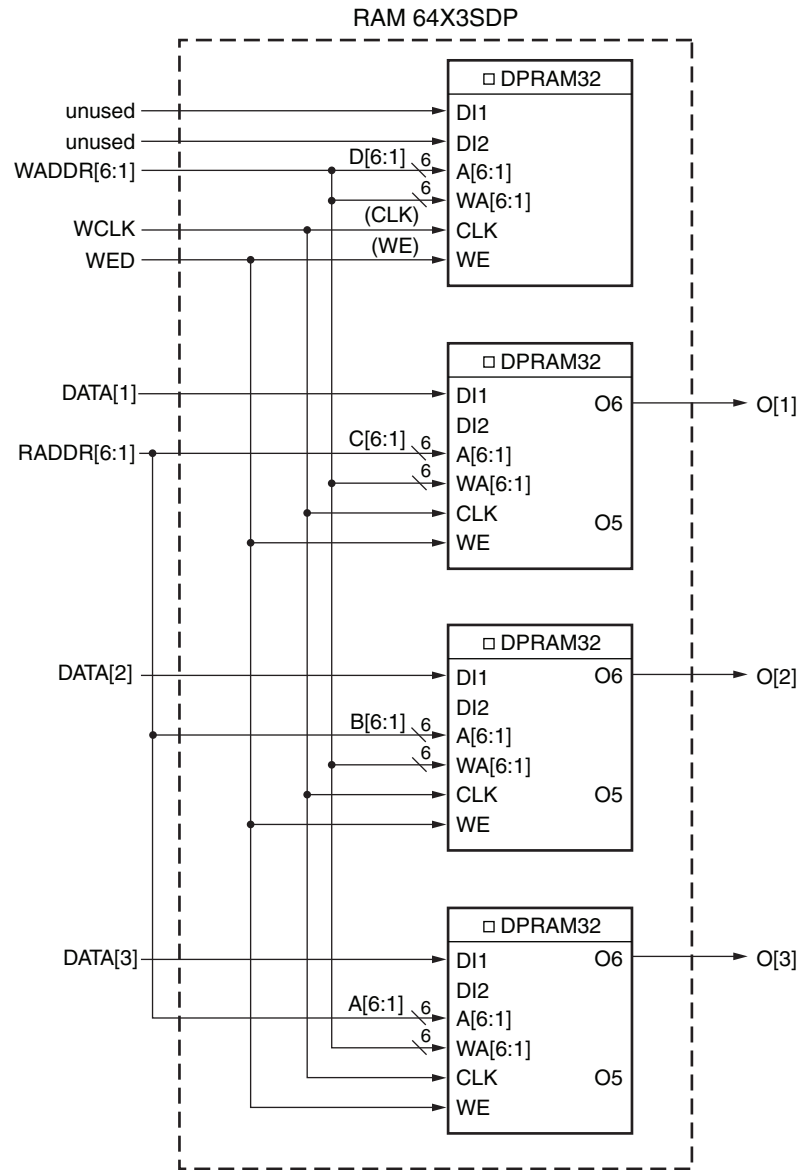 RAM 64X3SDP
DPRAM32
unused DI1
unused DI2
WADDR[6:1] D[6:1] 6 A[6:1]
6 WA[6:1]
WCLK (CLK) CLK
WED (WE) WE
DPRAM32
DATA[1] DI1 O6 O[1]
DI2
RADDR[6:1] C[6:1] 6 A[6:1]
6 WA[6:1]
CLK O5
WE
DPRAM32
DATA[2] DI1 O6 O[2]
DI2
B[6:1] 6 A[6:1]
6 WA[6:1]
CLK O5
WE
DPRAM32
DATA[3] DI1 O6 O[3]
DI2
A[6:1] 6 A[6:1]
6 WA[6:1]
CLK O5
WE